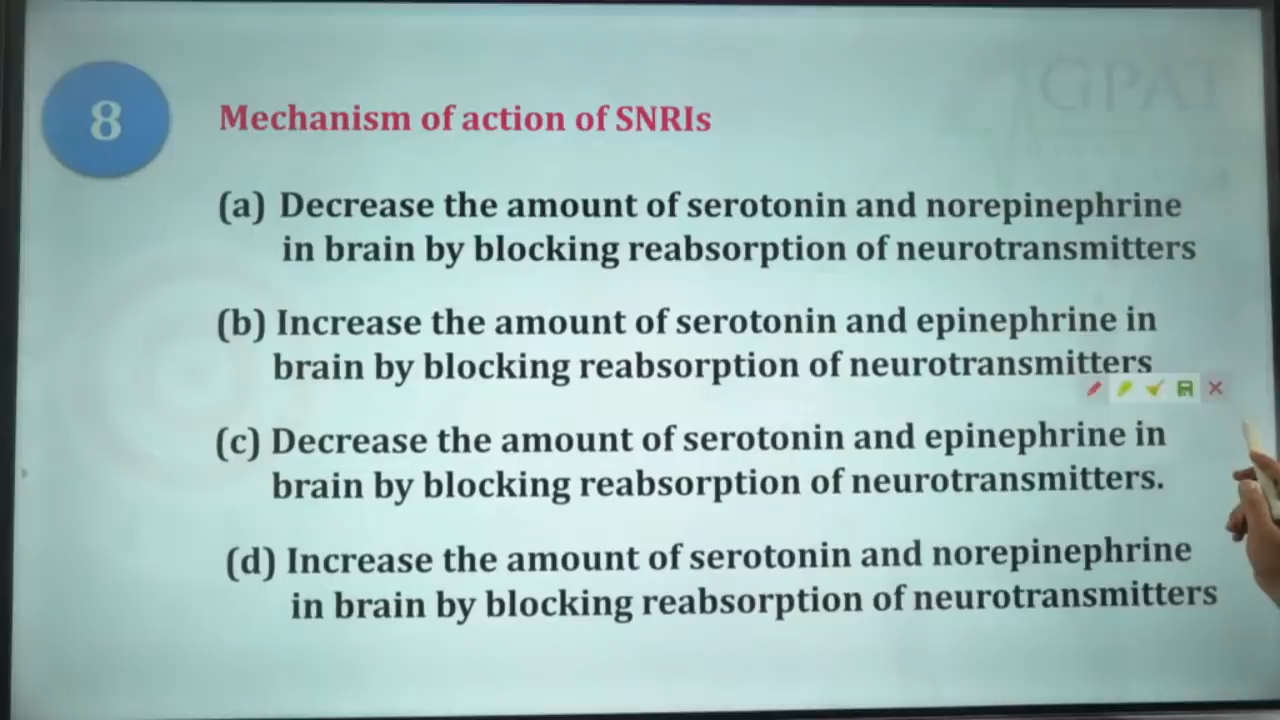 GPAT
8
Mechanism of action of SNRIs
(a) Decrease the amount of serotonin and norepinephrine
in brain by blocking reabsorption of neurotransmitters
(b) Increase the amount of serotonin and epinephrine in
brain by blocking reabsorption of neurotransmitters
(c) Decrease the amount of serotonin and epinephrine in
brain by blocking reabsorption of neurotransmitters.
(d) Increase the amount of serotonin and norepinephrine
in brain by blocking reabsorption of neurotransmitters